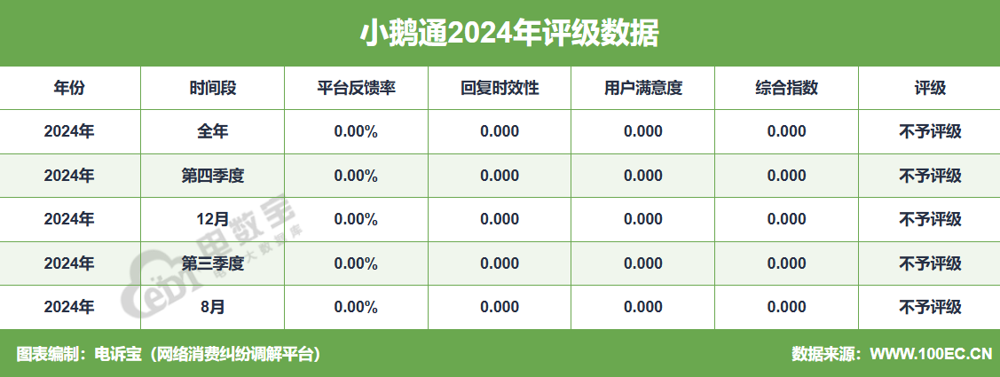 小鹅通2024年评级数据
年份 时间段 平台反馈率 回复时效性 用户满意度 综合指数 评级
2024年 全年 0.00% 0.000 0.000 0.000 不予评级
2024年 第四季度 0.00% 0.000 0.000 0.000 不予评级
2024年 12月 0.00% 0.000 0.000 0.000 不予评级
2024年 第三季度 0.00% 0.000 0.000 0.000 不予评级
2024年 8月 0.00% 0.000 0.000 0.000 不予评级
电数宝
图表编制：电诉宝（网络消费纠纷调解平台） 数据来源：WWW.100EC.CN